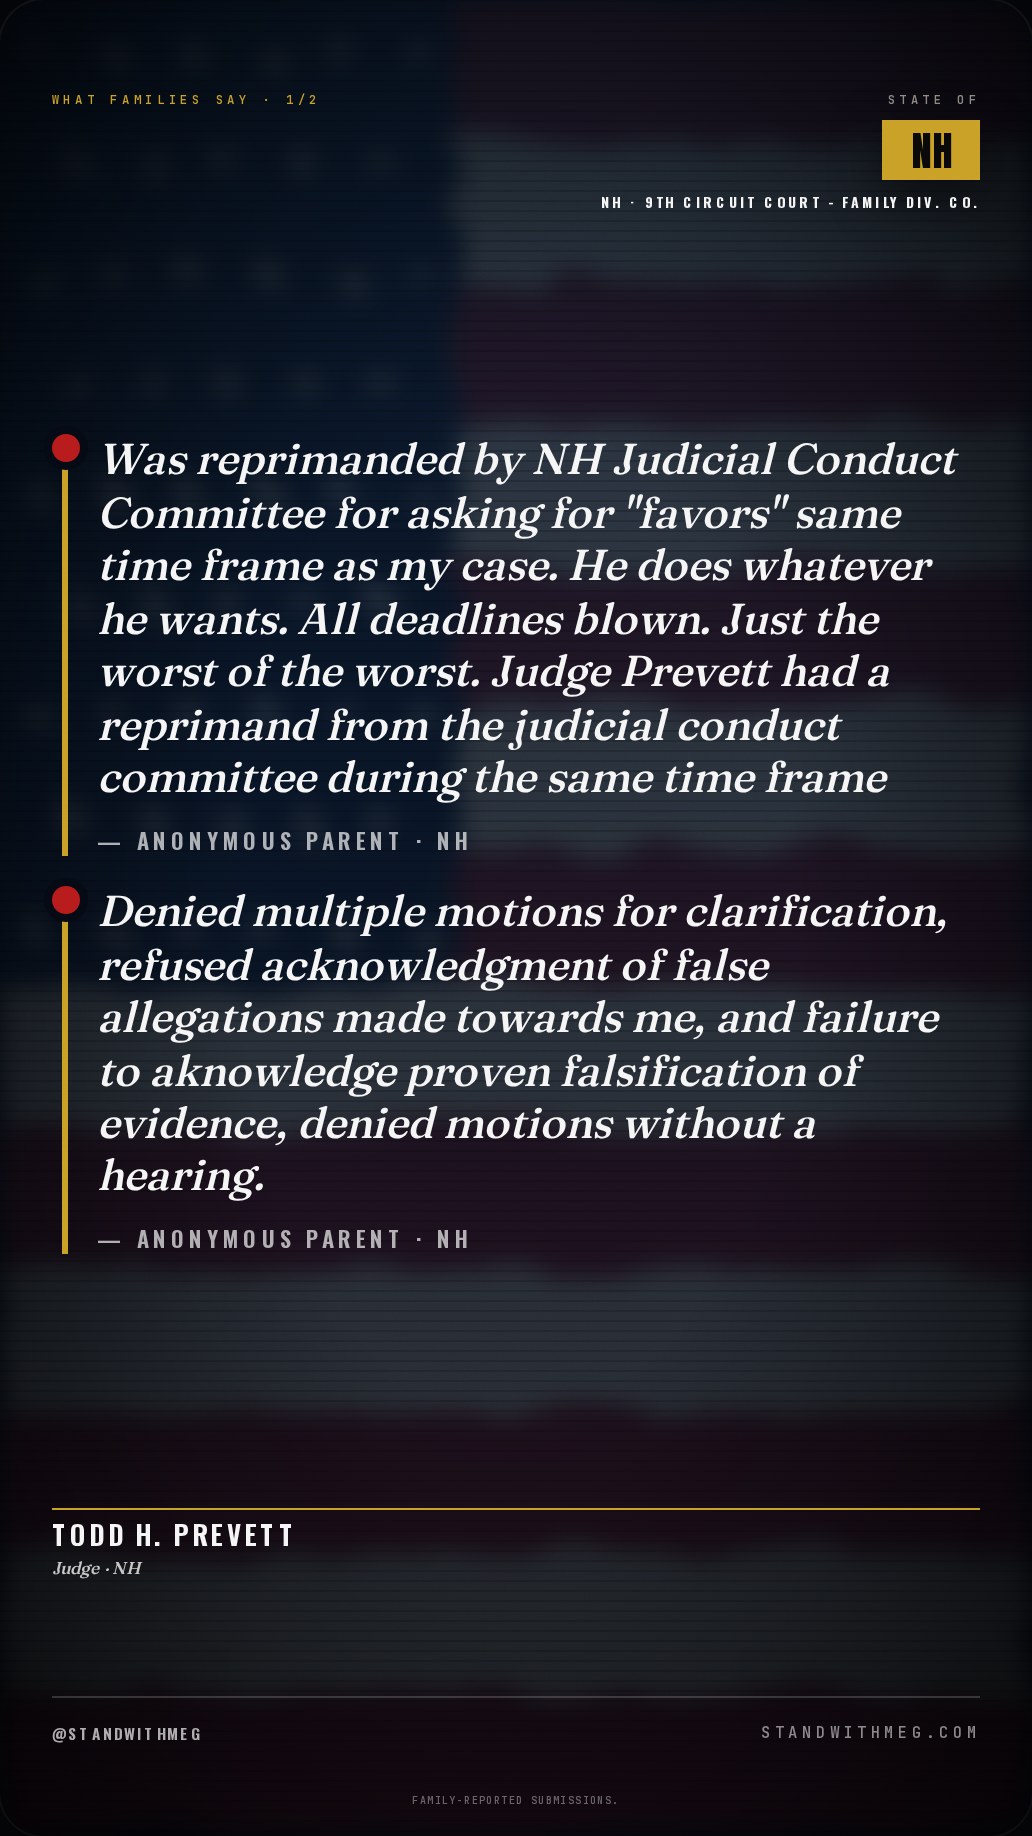 WHAT FAMILIES SAY · 1/2
STATE OF
NH
NH · 9TH CIRCUIT COURT - FAMILY DIV. CO.
Was reprimanded by NH Judicial Conduct
Committee for asking for "favors" same
time frame as my case. He does whatever
he wants. All deadlines blown. Just the
worst of the worst. Judge Prevett had a
reprimand from the judicial conduct
committee during the same time frame
— ANONYMOUS PARENT · NH
Denied multiple motions for clarification,
refused acknowledgment of false
allegations made towards me, and failure
to aknowledge proven falsification of
evidence, denied motions without a
hearing.
— ANONYMOUS PARENT · NH
TODD H. PREVETT
Judge · NH
@STANDWITHMEG
STANDWITHMEG.COM
FAMILY-REPORTED SUBMISSIONS.